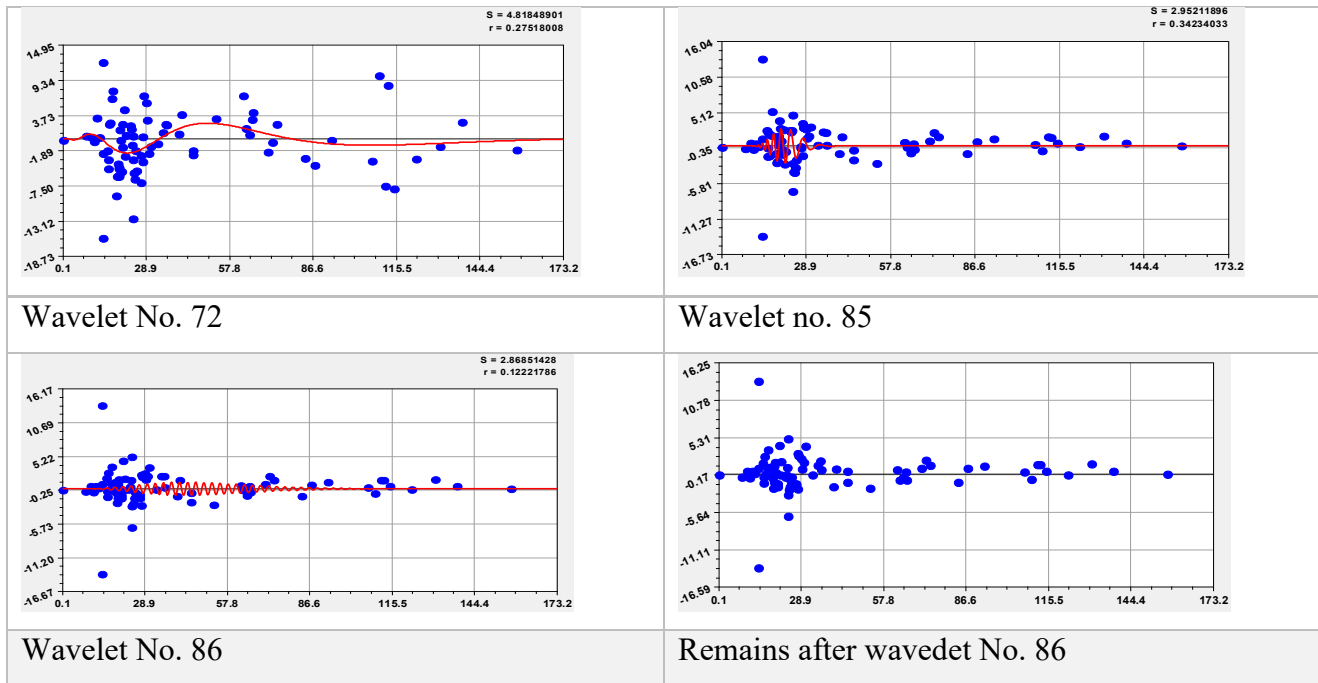 S = 4.81848901
r = 0.27518008
14.95
9.34
3.73
-1.89
-7.50
-13.12
-18.73
0.1 28.9 57.8 86.6 115.5 144.4 173.2
Wavelet No. 72
S = 2.95211896
r = 0.34234033
16.04
10.58
5.12
-0.35
-5.81
-11.27
-16.73
0.1 28.9 57.8 86.6 115.5 144.4 173.2
Wavelet no. 85
S = 2.86851428
r = 0.12221786
16.17
10.69
5.22
-0.25
-5.73
-11.20
-16.67
0.1 28.9 57.8 86.6 115.5 144.4 173.2
Wavelet No. 86
16.25
10.78
5.31
-0.17
-5.64
-11.11
-16.59
0.1 28.9 57.8 86.6 115.5 144.4 173.2
Remains after wavedet No. 86